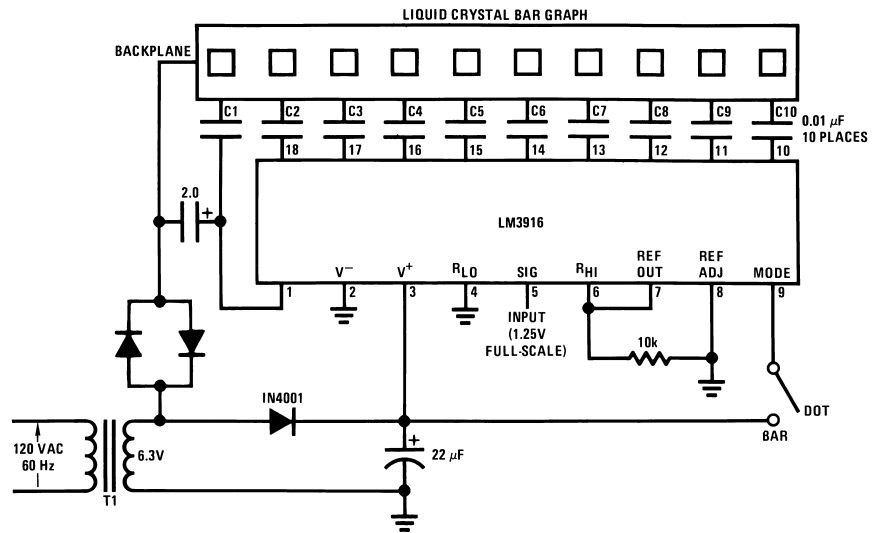 LIQUID CRYSTAL BAR GRAPH
BACKPLANE
C1 C2 C3 C4 C5 C6 C7 C8 C9 C10
0.01 μF
10 PLACES
18 17 16 15 14 13 12 11 10
2.0
+
LM3916
V− V+ RLO SIG RHI REF OUT REF ADJ MODE
1 2 3 4 5 6 7 8 9
INPUT
(1.25V
FULL-SCALE)
10k
DOT
BAR
IN4001
+
22 μF
120 VAC
60 Hz
6.3V
T1